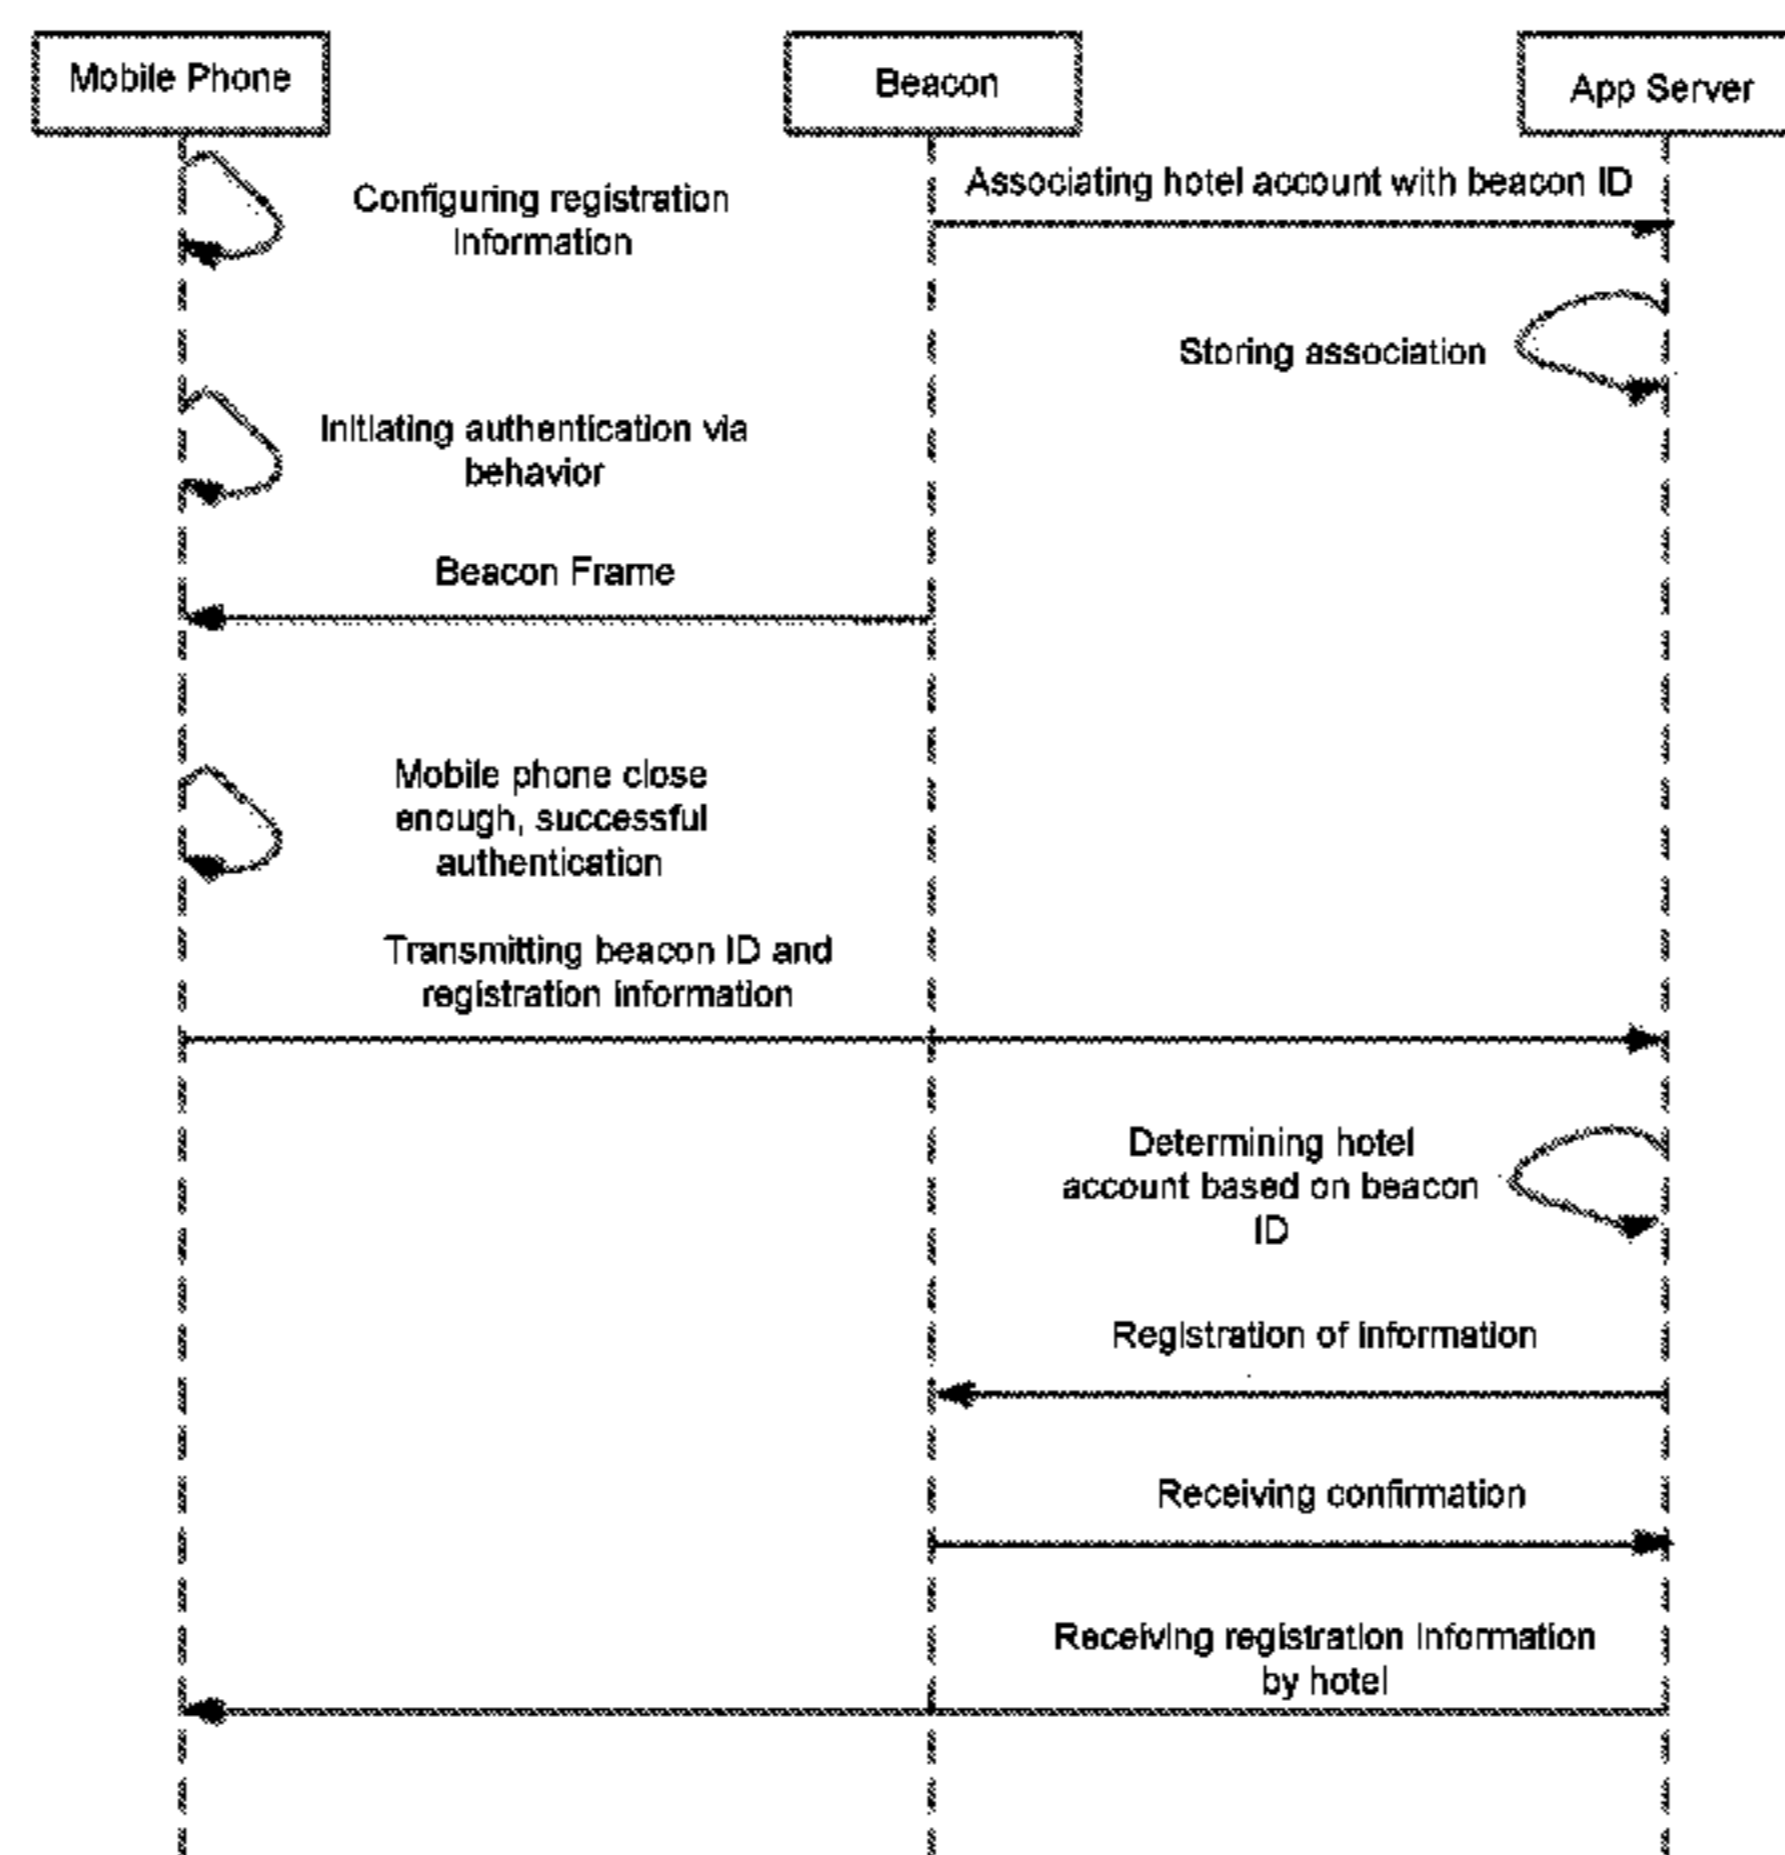 Mobile Phone
Beacon
App Server
Configuring registration
Information
Associating hotel account with beacon ID
Storing association
Initiating authentication via
behavior
Beacon Frame
Mobile phone close
enough, successful
authentication
Transmitting beacon ID and
registration information
Determining hotel
account based on beacon
ID
Registration of information
Receiving confirmation
Receiving registration information
by hotel